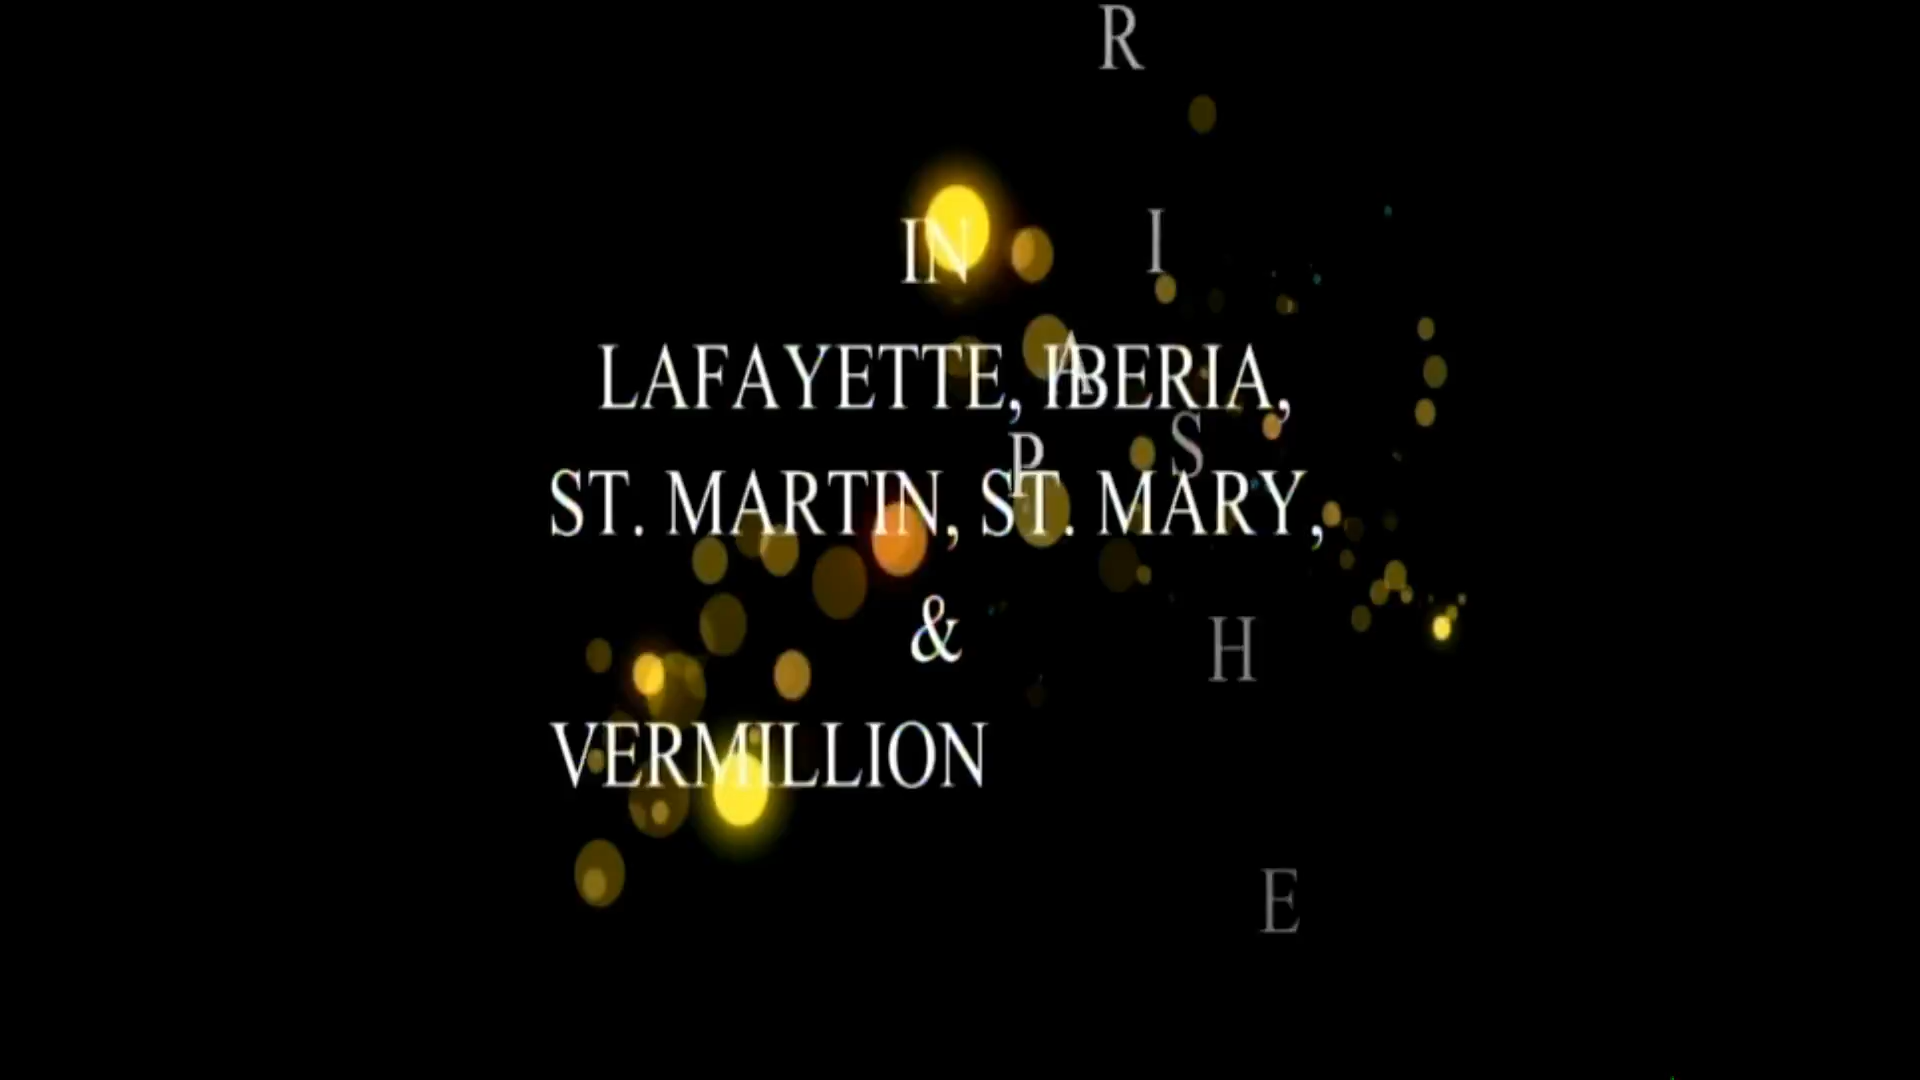 IN
LAFAYETTE, IBERIA,
ST. MARTIN, ST. MARY,
&
VERMILLION
P
A
R
I
S
H
E